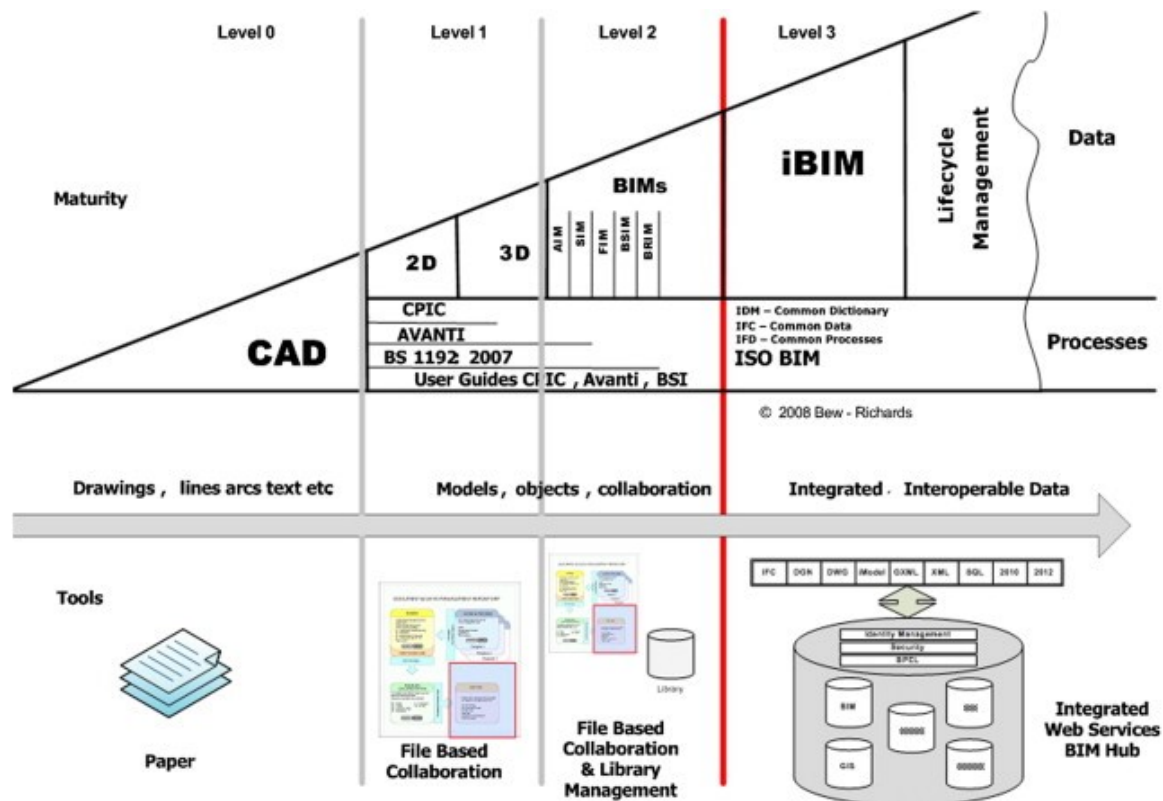 Level 0
Level 1
Level 2
Level 3
Maturity
CAD
2D
3D
BIMs
AIM
SIM
FIM
BSIM
BRIM
iBIM
Lifecycle
Management
Data
CPIC
AVANTI
BS 1192: 2007
User Guides CPIC , Avanti , BSI
IDM – Common Dictionary
IFC – Common Data
IFD – Common Processes
ISO BIM
Processes
© 2008 Bew - Richards
Drawings , lines arcs text etc
Models , objects , collaboration
Integrated , Interoperable Data
Tools
Paper
File Based
Collaboration
Library
File Based
Collaboration
& Library
Management
IFC DGN DWG iModel GXML XML SQL 2010 2012
Identity Management
Security
BPEL
BIM
GIS
Integrated
Web Services
BIM Hub